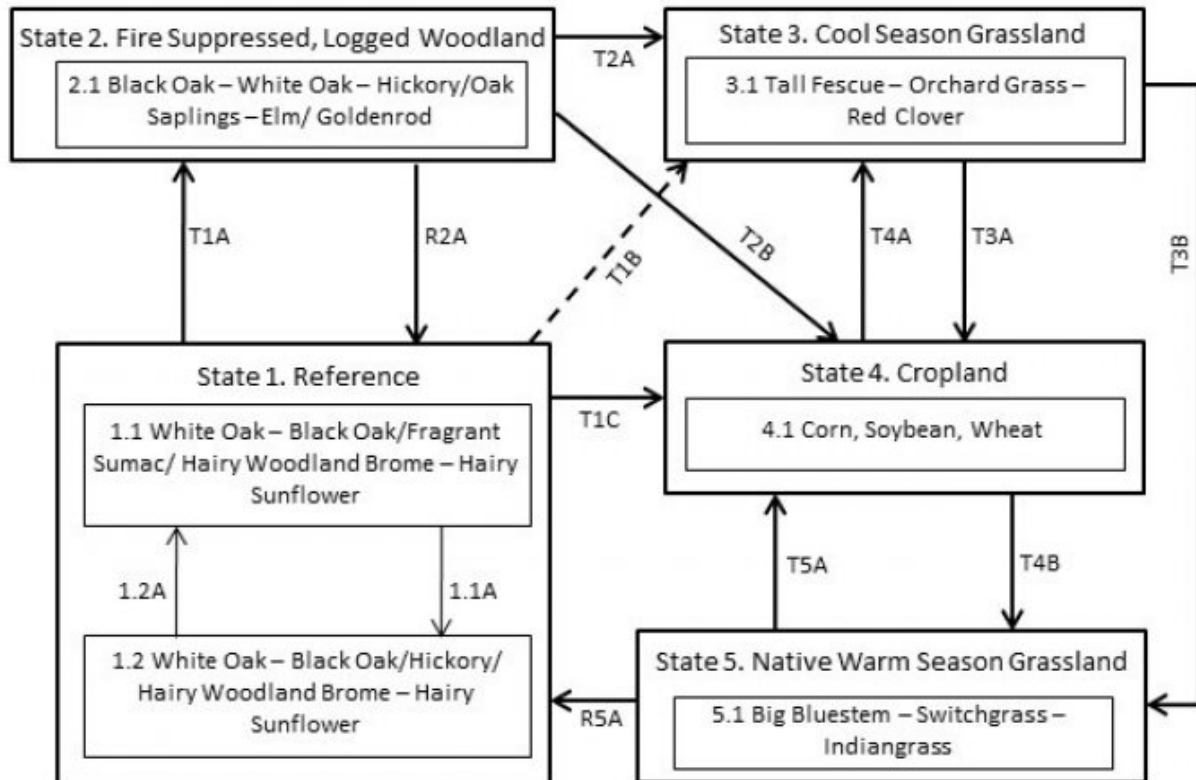 State 2. Fire Suppressed, Logged Woodland
2.1 Black Oak – White Oak – Hickory/Oak
Saplings –Elm/ Goldenrod
T2A
State 3. Cool Season Grassland
3.1 Tall Fescue – Orchard Grass –
Red Clover
T1A
R2A
T1B
T2B
T4A
T3A
T3B
State 1. Reference
1.1 White Oak – Black Oak/Fragrant
Sumac/ Hairy Woodland Brome – Hairy
Sunflower
1.2A
1.1A
1.2 White Oak – Black Oak/Hickory/
Hairy Woodland Brome – Hairy
Sunflower
T1C
State 4. Cropland
4.1 Corn, Soybean, Wheat
T5A
T4B
R5A
State 5. Native Warm Season Grassland
5.1 Big Bluestem – Switchgrass –
Indiangrass